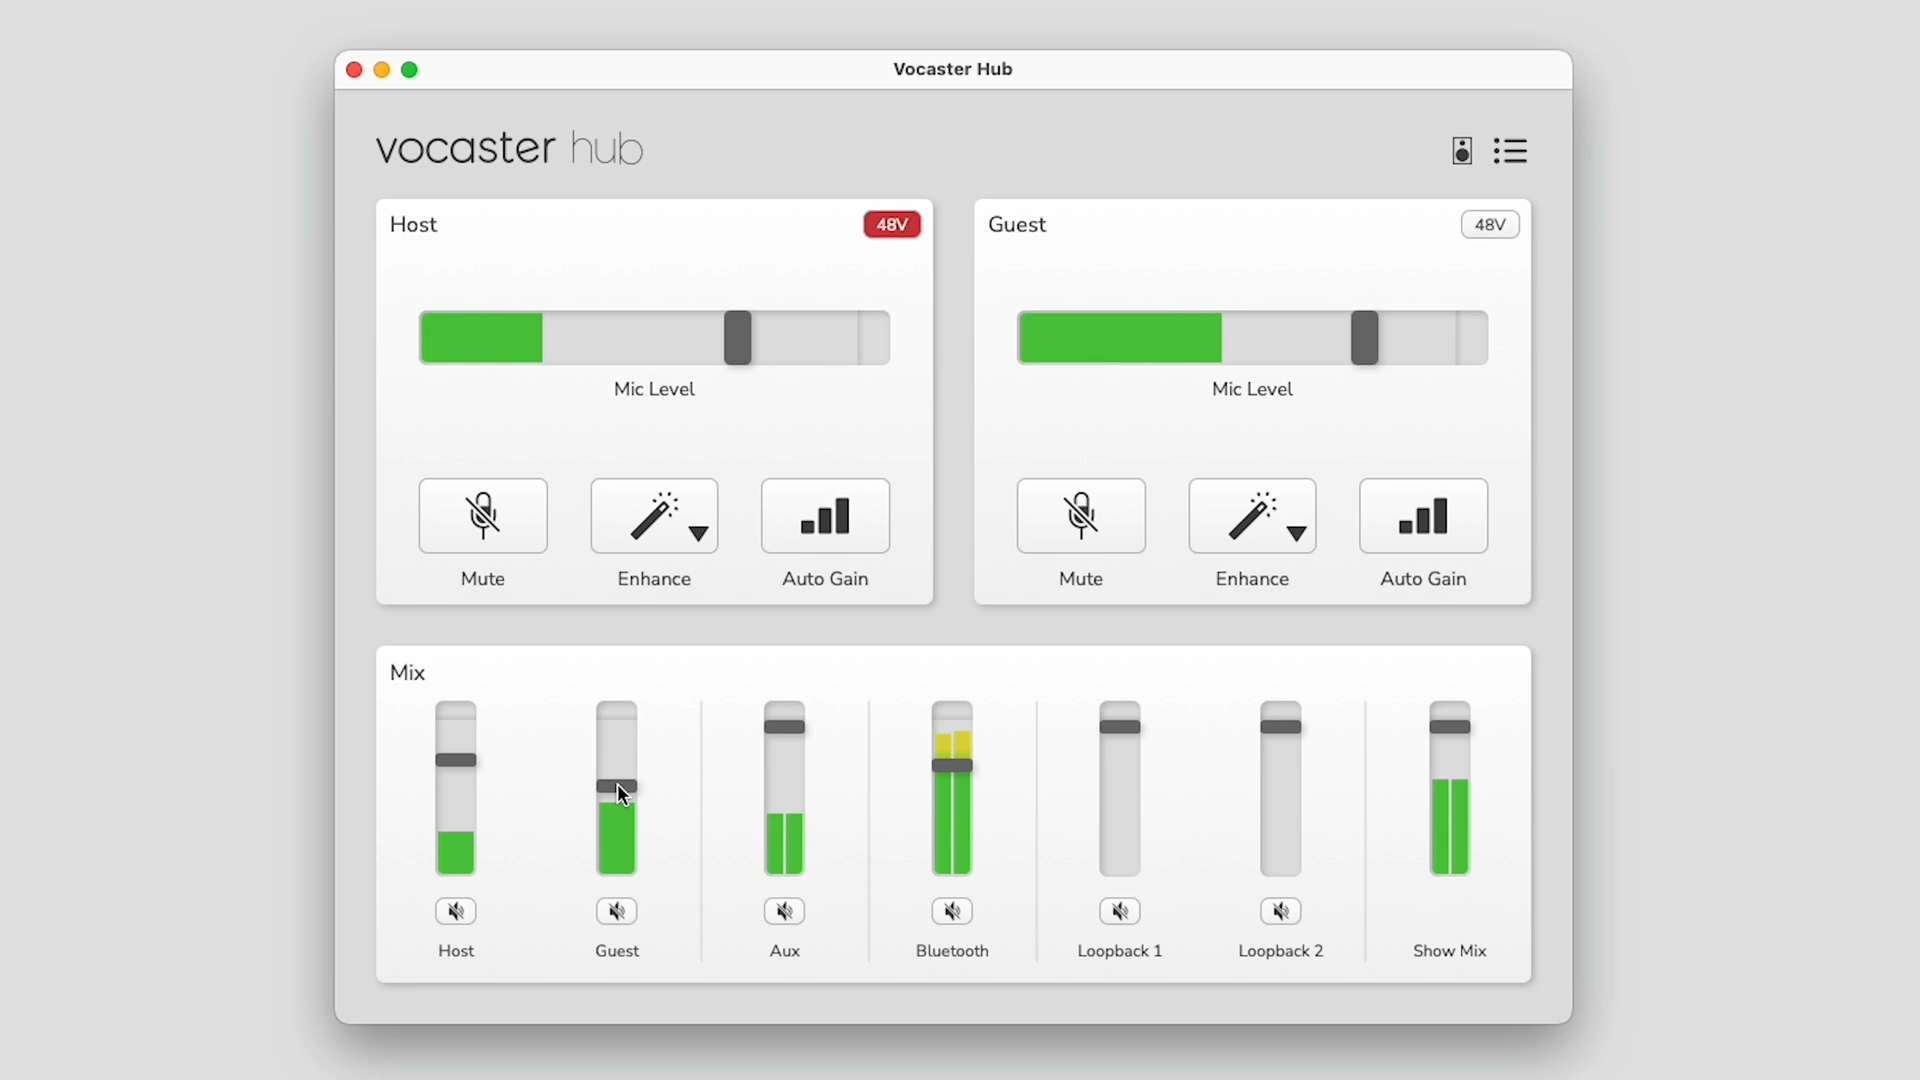 Vocaster Hub
vocaster hub
Host
48V
Guest
48V
Mic Level
Mic Level
Mute
Enhance
Auto Gain
Mute
Enhance
Auto Gain
Mix
Host
Guest
Aux
Bluetooth
Loopback 1
Loopback 2
Show Mix